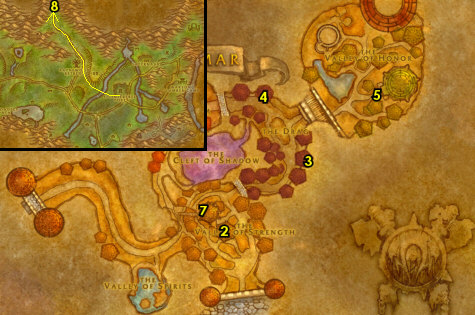 8
THE
VALLEY OF HONOR
MAR
4
5
THE DRAG
THE
CLEFT OF SHADOW
3
7
2
THE
VALLEY OF STRENGTH
THE
VALLEY OF SPIRITS